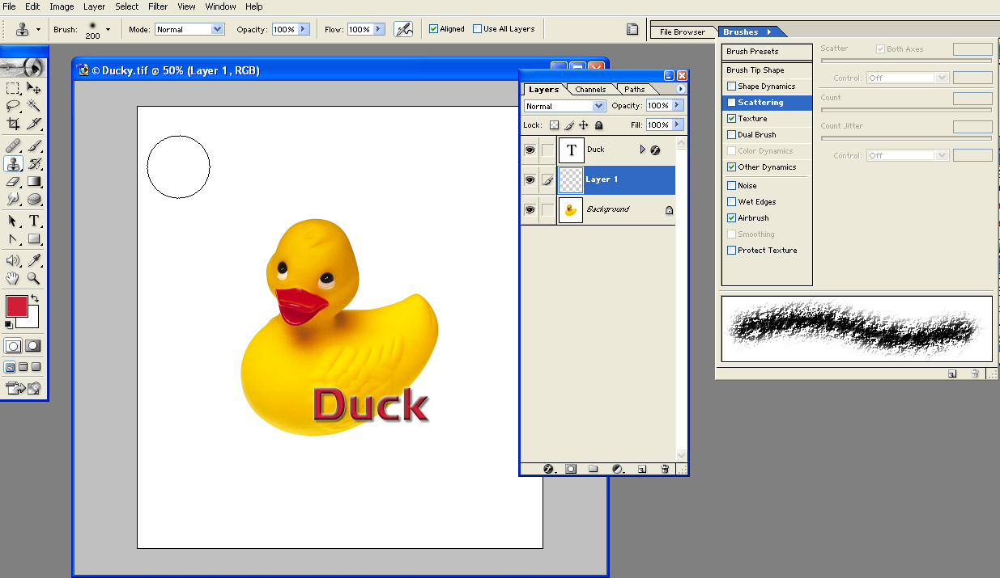 File Edit Image Layer Select Filter View Window Help
Brush: 200 Mode: Normal Opacity: 100% Flow: 100% Aligned Use All Layers File Browser Brushes
© Ducky.tif @ 50% (Layer 1, RGB)
Layers Channels Paths
Normal Opacity: 100%
Lock: Fill: 100%
T Duck
Layer 1
Background
Duck
T
Brush Presets
Brush Tip Shape
Shape Dynamics
Scattering
Texture
Dual Brush
Color Dynamics
Other Dynamics
Noise
Wet Edges
Airbrush
Smoothing
Protect Texture
Scatter Both Axes
Control: Off
Count
Count Jitter
Control: Off